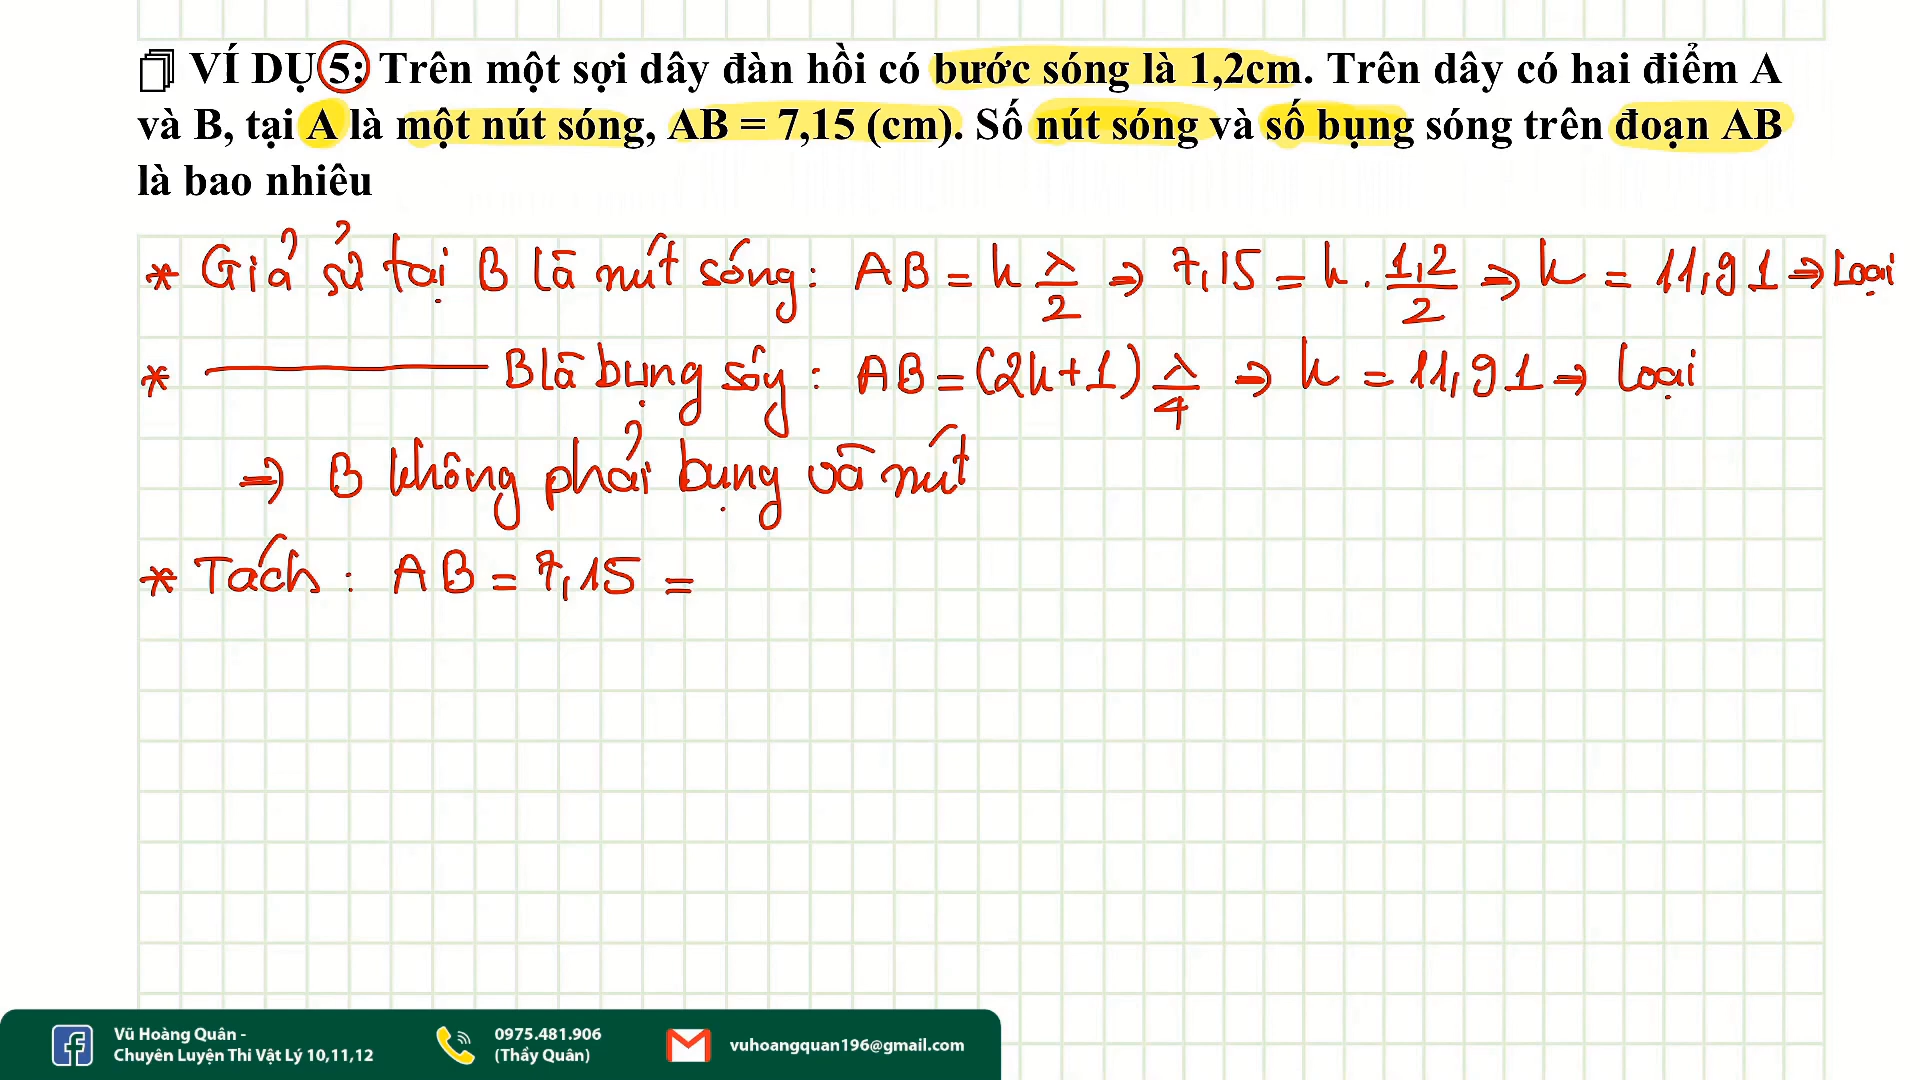 VÍ DỤ 5: Trên một sợi dây đàn hồi có bước sóng là 1,2cm. Trên dây có hai điểm A
và B, tại A là một nút sóng, AB = 7,15 (cm). Số nút sóng và số bụng sóng trên đoạn AB
là bao nhiêu
* Giả sử tại B là nút sóng: AB = k λ/2 => 7,15 = k . 1,2/2 => k = 11,91 => Loại
* ——— B là bụng sóg : AB = (2k+1) λ/4 => k = 11,91 => Loại
=> B không phải bụng và nút
* Tách : AB = 7,15 =
Vũ Hoàng Quân -
Chuyên Luyện Thi Vật Lý 10,11,12
0975.481.906
(Thầy Quân)
vuhoangquan196@gmail.com